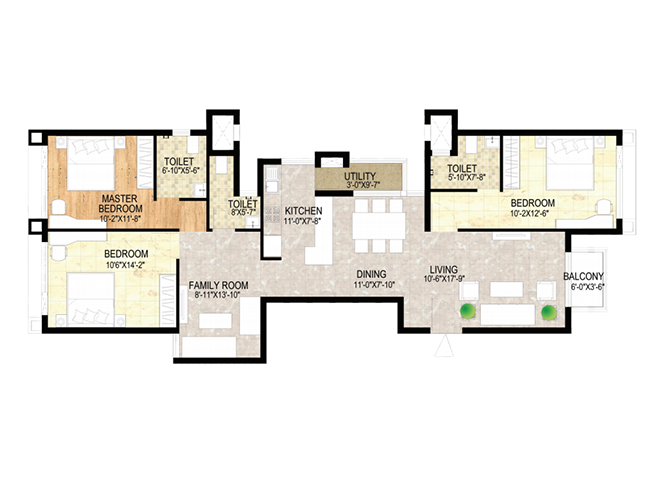 TOILET
6'-10"X5'-6"
MASTER
BEDROOM
10'-2"X11'-8"
TOILET
8'X5'-7"
KITCHEN
11'-0"X7'-8"
UTILITY
3'-0"X9'-7"
TOILET
5'-10"X7'-8"
BEDROOM
10'-2"X12'-6"
BEDROOM
10'6"X14'-2"
FAMILY ROOM
8'-11"X13'-10"
DINING
11'-0"X7'-10"
LIVING
10'-6"X17'-9"
BALCONY
6'-0"X3'-6"